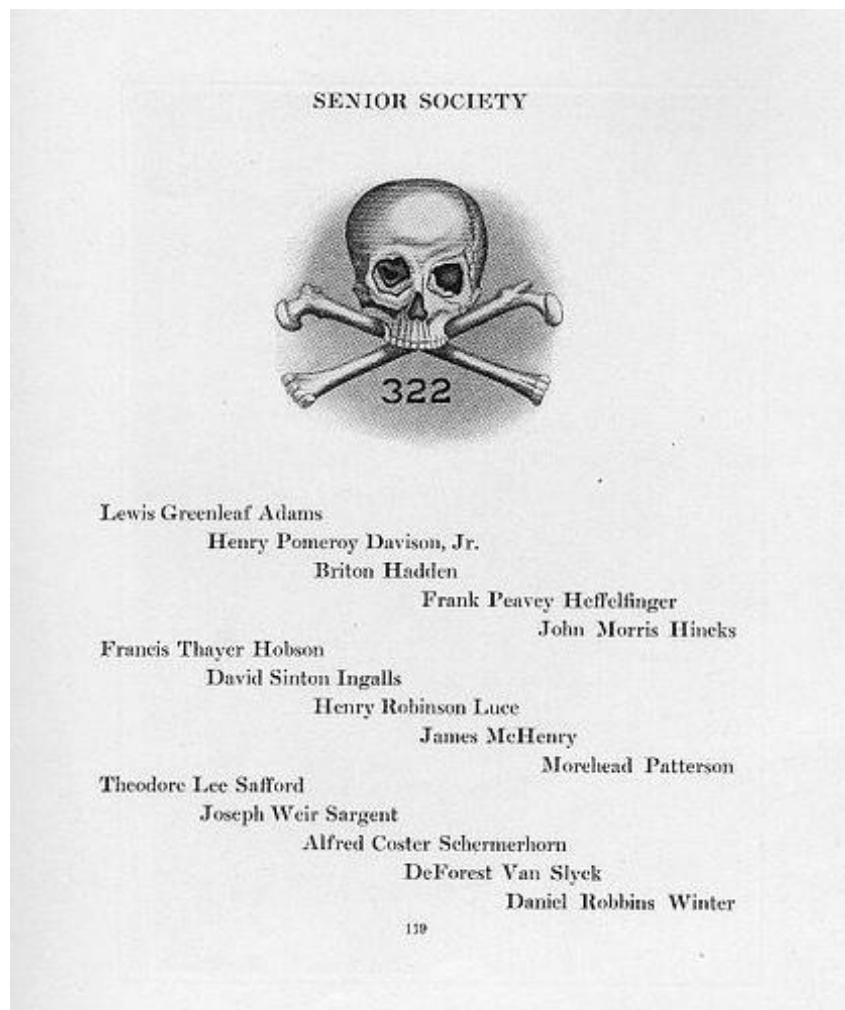 SENIOR SOCIETY
322
Lewis Greenleaf Adams
Henry Pomeroy Davison, Jr.
Briton Hadden
Frank Peavey Heffelfinger
John Morris Hincks
Francis Thayer Hobson
David Sinton Ingalls
Henry Robinson Luce
James McHenry
Morehead Patterson
Theodore Lee Safford
Joseph Weir Sargent
Alfred Coster Schermerhorn
DeForest Van Slyck
Daniel Robbins Winter
179